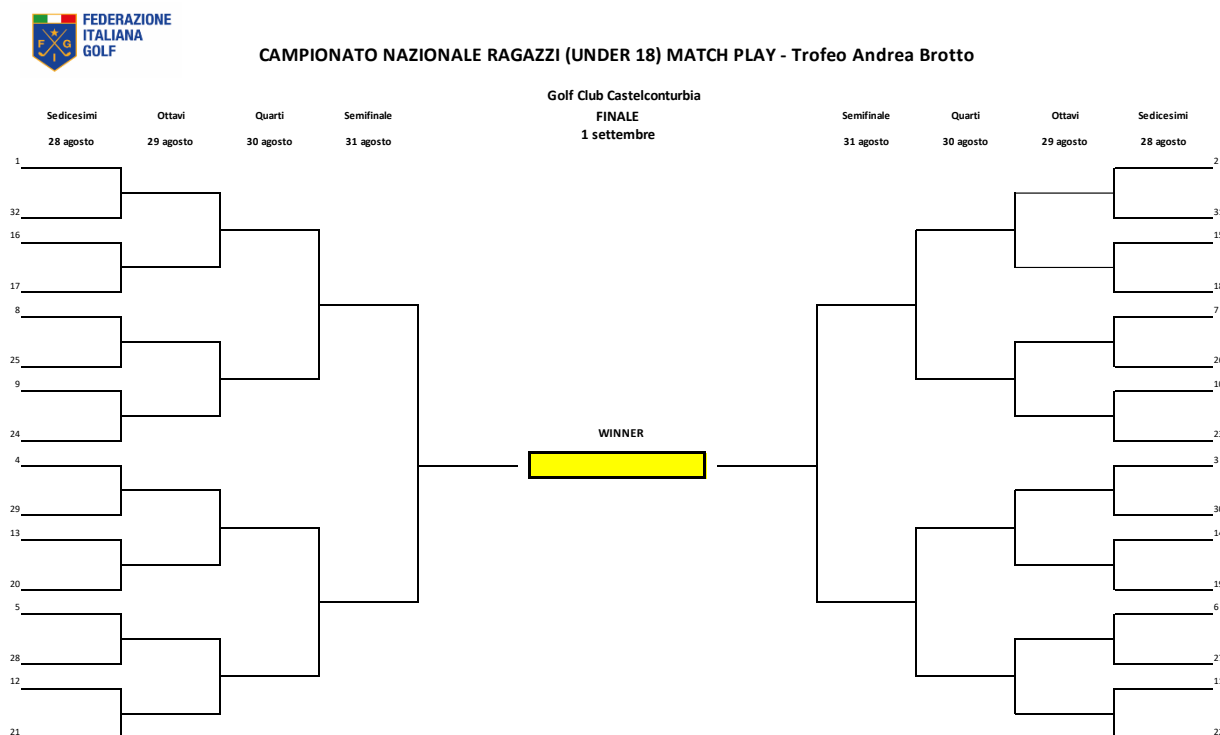 FEDERAZIONE
ITALIANA
GOLF
F I G
CAMPIONATO NAZIONALE RAGAZZI (UNDER 18) MATCH PLAY - Trofeo Andrea Brotto
Golf Club Castelconturbia
Sedicesimi Ottavi Quarti Semifinale FINALE Semifinale Quarti Ottavi Sedicesimi
28 agosto 29 agosto 30 agosto 31 agosto 1 settembre 31 agosto 30 agosto 29 agosto 28 agosto
1 2
32
16
17
8 7
25
9
24
WINNER
4 3
29
13
20
5 6
28
12
21